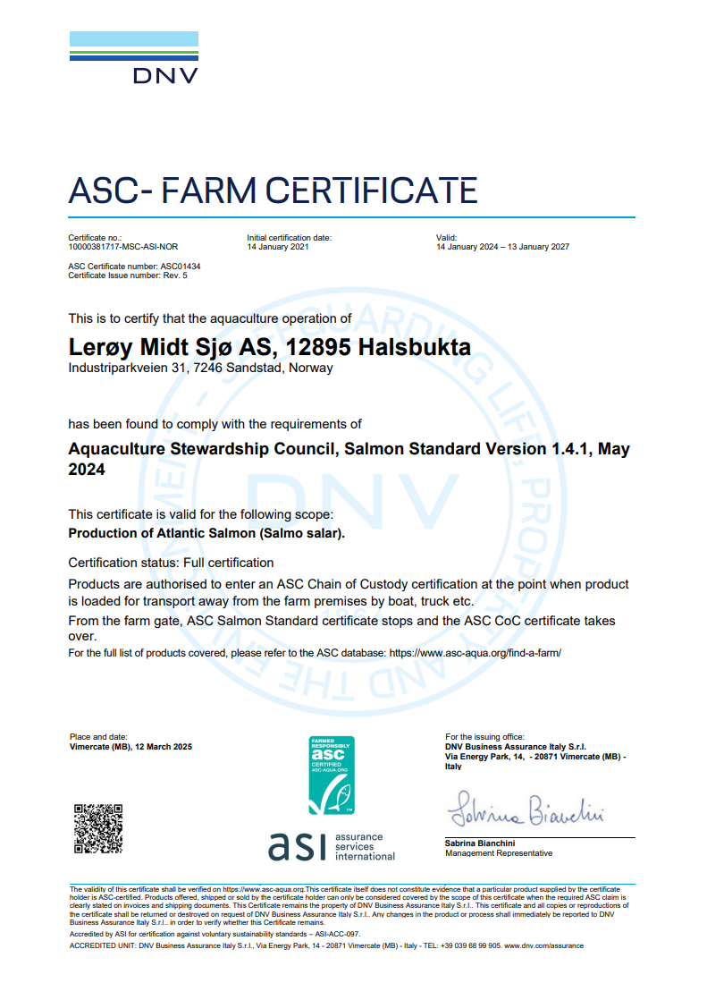 DNV
ASC- FARM CERTIFICATE
Certificate no.:
10000381717-MSC-ASI-NOR
Initial certification date:
14 January 2021
Valid:
14 January 2024 – 13 January 2027
ASC Certificate number: ASC01434
Certificate Issue number: Rev. 5
This is to certify that the aquaculture operation of
Lerøy Midt Sjø AS, 12895 Halsbukta
Industriparkveien 31, 7246 Sandstad, Norway
has been found to comply with the requirements of
Aquaculture Stewardship Council, Salmon Standard Version 1.4.1, May
2024
This certificate is valid for the following scope:
Production of Atlantic Salmon (Salmo salar).
Certification status: Full certification
Products are authorised to enter an ASC Chain of Custody certification at the point when product
is loaded for transport away from the farm premises by boat, truck etc.
From the farm gate, ASC Salmon Standard certificate stops and the ASC CoC certificate takes
over.
For the full list of products covered, please refer to the ASC database: https://www.asc-aqua.org/find-a-farm/
SAFEGUARDING LIFE, PROPERTY AND THE ENVIRONMENT -
DNV
Place and date:
Vimercate (MB), 12 March 2025
FARMED
RESPONSIBLY
asc
CERTIFIED
ASC-AQUA.ORG
TM
asi
assurance
services
international
For the issuing office:
DNV Business Assurance Italy S.r.l.
Via Energy Park, 14,  - 20871 Vimercate (MB) -
Italy
Sabrina Bianchini
Sabrina Bianchini
Management Representative
The validity of this certificate shall be verified on https://www.asc-aqua.org.This certificate itself does not constitute evidence that a particular product supplied by the certificate
holder is ASC-certified. Products offered, shipped or sold by the certificate holder can only be considered covered by the scope of this certificate when the required ASC claim is
clearly stated on invoices and shipping documents. This Certificate remains the property of DNV Business Assurance Italy S.r.l.. This certificate and all copies or reproductions of
the certificate shall be returned or destroyed on request of DNV Business Assurance Italy S.r.l.. Any changes in the product or process shall immediately be reported to DNV
Business Assurance Italy S.r.l.. in order to verify whether this Certificate remains.
Accredited by ASI for certification against voluntary sustainability standards – ASI-ACC-097.
ACCREDITED UNIT: DNV Business Assurance Italy S.r.l., Via Energy Park, 14 - 20871 Vimercate (MB) - Italy - TEL: +39 039 68 99 905. www.dnv.com/assurance